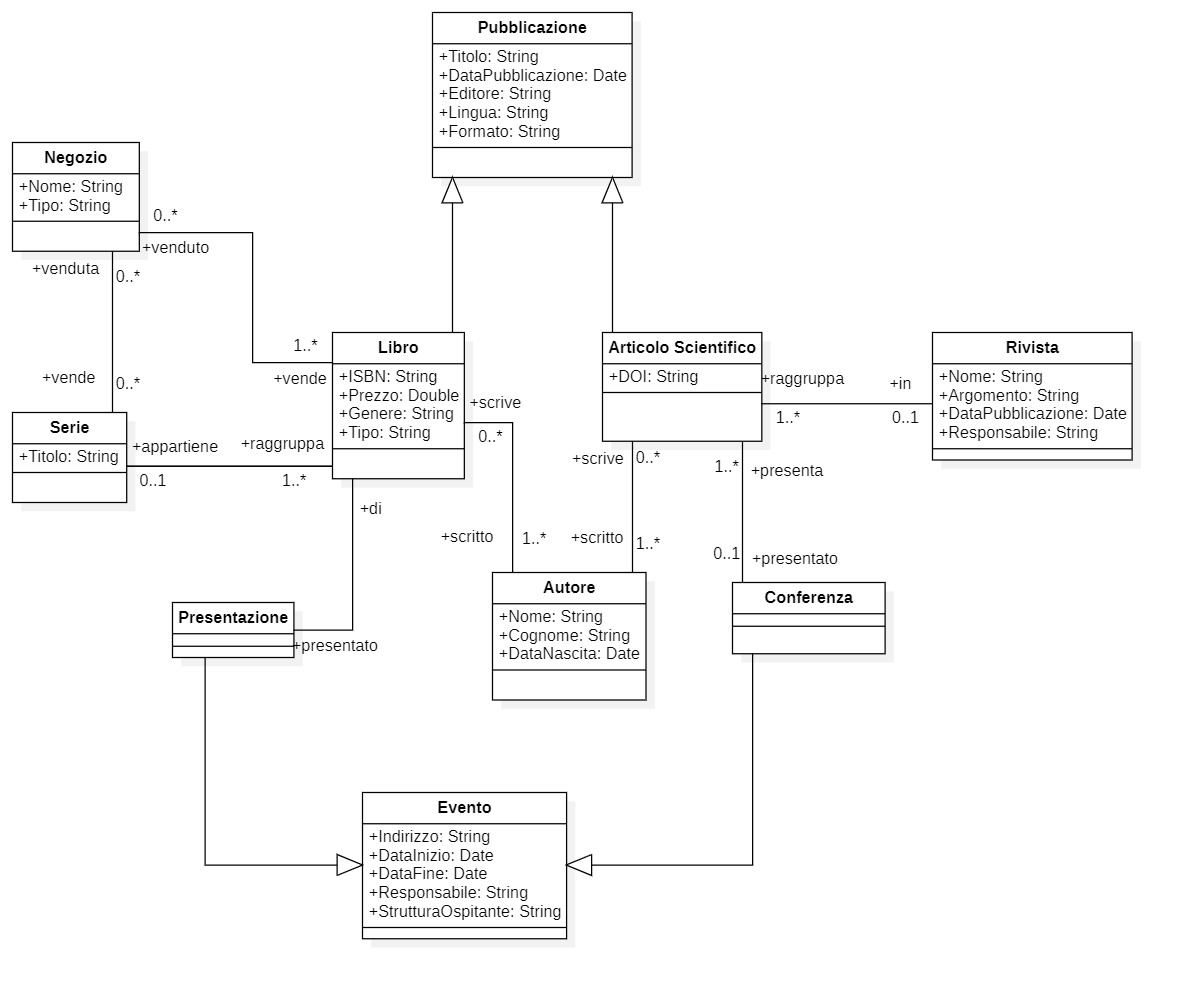 Pubblicazione
+Titolo: String
+DataPubblicazione: Date
+Editore: String
+Lingua: String
+Formato: String
Negozio
+Nome: String
+Tipo: String
0..*
+venduto
+venduta
0..*
1..*
+vende
+vende
0..*
Libro
+ISBN: String
+Prezzo: Double
+Genere: String
+Tipo: String
Articolo Scientifico
+DOI: String
Rivista
+Nome: String
+Argomento: String
+DataPubblicazione: Date
+Responsabile: String
+raggruppa
+in
1..*
0..1
+scrive
0..*
Serie
+Titolo: String
+appartiene
+raggruppa
0..1
1..*
+scrive
0..*
1..*
+presenta
+di
+scritto
1..*
+scritto
1..*
0..1
+presentato
Presentazione
+presentato
Autore
+Nome: String
+Cognome: String
+DataNascita: Date
Conferenza
Evento
+Indirizzo: String
+DataInizio: Date
+DataFine: Date
+Responsabile: String
+StrutturaOspitante: String